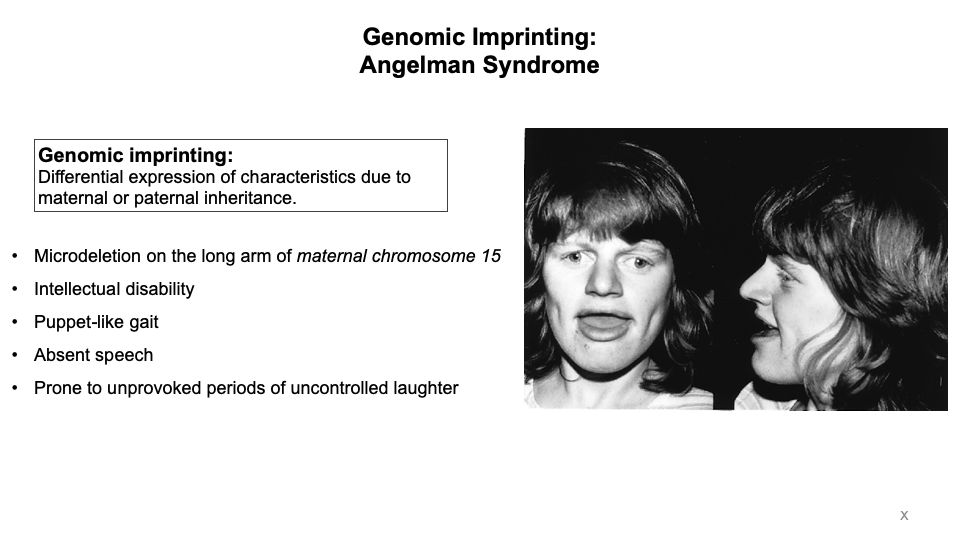 Genomic Imprinting:
Angelman Syndrome
Genomic imprinting:
Differential expression of characteristics due to
maternal or paternal inheritance.
• Microdeletion on the long arm of maternal chromosome 15
• Intellectual disability
• Puppet-like gait
• Absent speech
• Prone to unprovoked periods of uncontrolled laughter
x